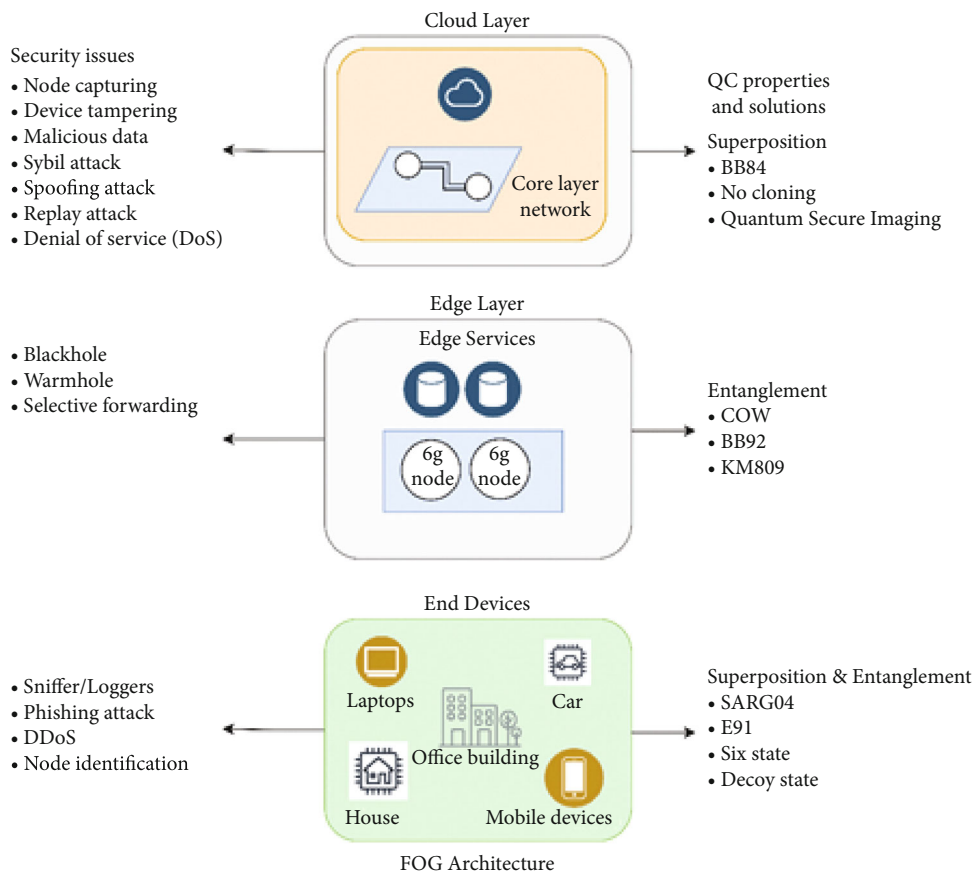 Cloud Layer
Security issues
• Node capturing
• Device tampering
• Malicious data
• Sybil attack
• Spoofing attack
• Replay attack
• Denial of service (DoS)
Core layer
network
QC properties
and solutions
Superposition
• BB84
• No cloning
• Quantum Secure Imaging
Edge Layer
Edge Services
• Blackhole
• Warmhole
• Selective forwarding
6g
node
6g
node
Entanglement
• COW
• BB92
• KM809
End Devices
• Sniffer/Loggers
• Phishing attack
• DDoS
• Node identification
Laptops
Car
Office building
House
Mobile devices
Superposition & Entanglement
• SARG04
• E91
• Six state
• Decoy state
FOG Architecture